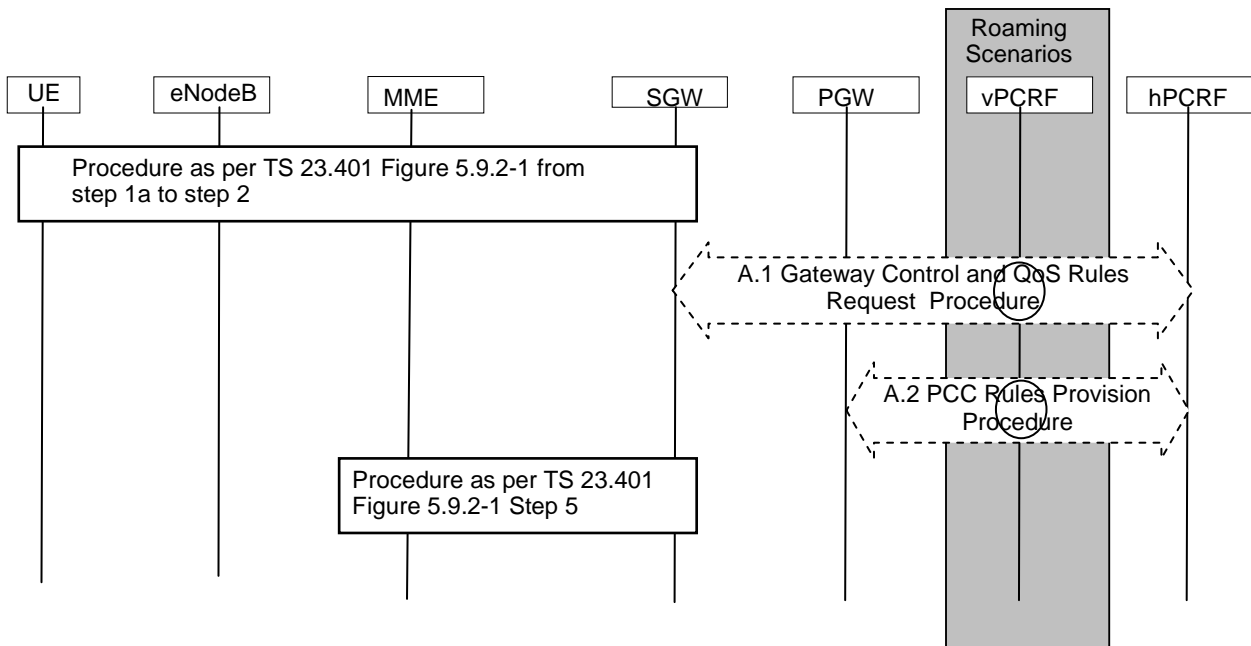 Roaming
Scenarios
UE
eNodeB
MME
SGW
PGW
vPCRF
hPCRF
Procedure as per TS 23.401 Figure 5.9.2-1 from
step 1a to step 2
A.1 Gateway Control and QoS Rules
Request Procedure
A.2 PCC Rules Provision
Procedure
Procedure as per TS 23.401
Figure 5.9.2-1 Step 5